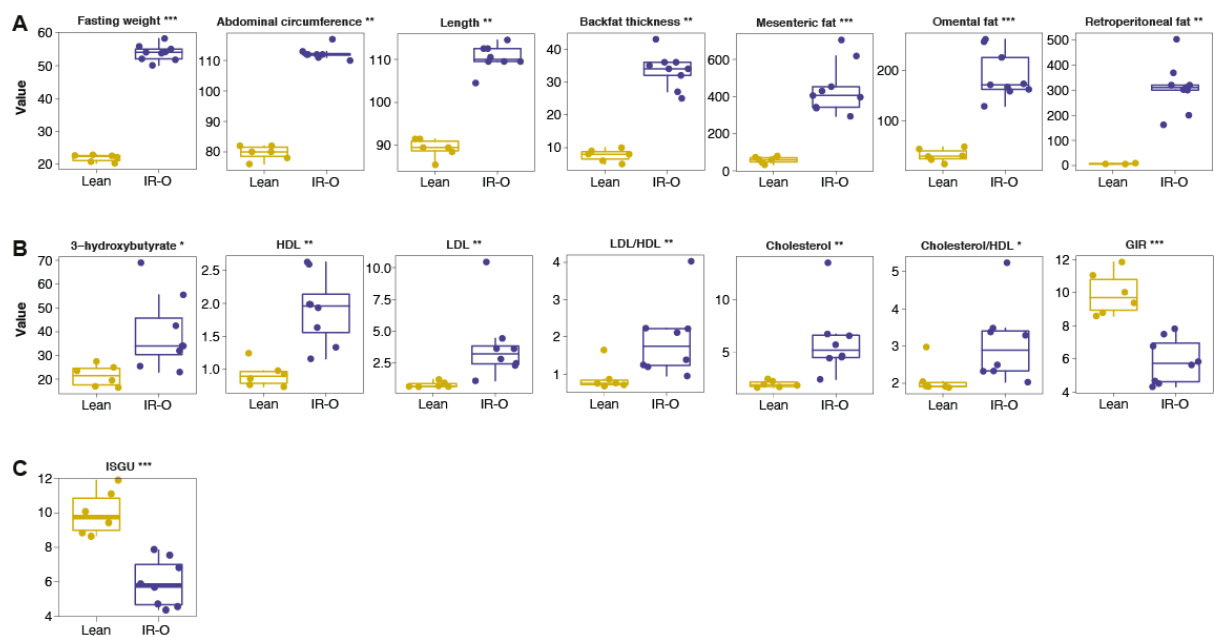 A
Fasting weight ***
Abdominal circumference **
Length **
Backfat thickness **
Mesenteric fat ***
Omental fat ***
Retroperitoneal fat **
Value
60
50
40
30
20
Lean
IR-O
110
100
90
80
Lean
IR-O
110
100
90
Lean
IR-O
40
30
20
10
0
Lean
IR-O
600
400
200
0
Lean
IR-O
200
100
0
Lean
IR-O
500
400
300
200
100
0
Lean
IR-O
B
3−hydroxybutyrate *
HDL **
LDL **
LDL/HDL **
Cholesterol **
Cholesterol/HDL *
GIR ***
Value
70
60
50
40
30
20
Lean
IR-O
2.5
2.0
1.5
1.0
Lean
IR-O
10.0
7.5
5.0
2.5
Lean
IR-O
4
3
2
1
Lean
IR-O
10
5
Lean
IR-O
5
4
3
2
Lean
IR-O
12
10
8
6
4
Lean
IR-O
C
ISGU ***
12
10
8
6
4
Lean
IR-O